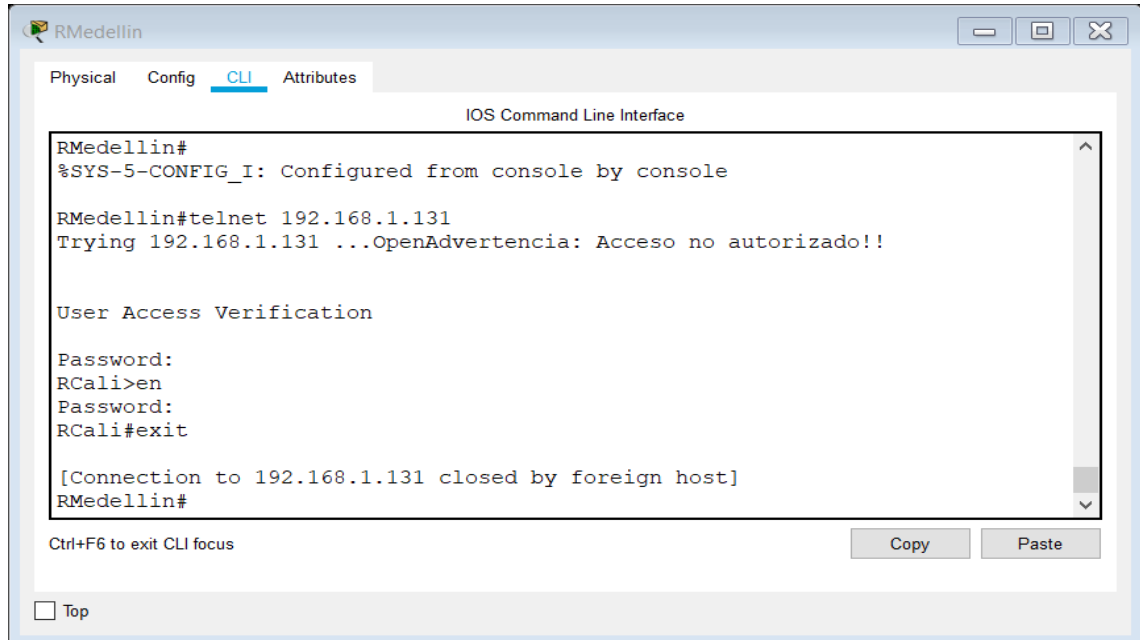 RMedellin
Physical Config CLI Attributes
IOS Command Line Interface
RMedellin#
%SYS-5-CONFIG_I: Configured from console by console
RMedellin#telnet 192.168.1.131
Trying 192.168.1.131 ...OpenAdvertencia: Acceso no autorizado!!
User Access Verification
Password:
RCali>en
Password:
RCali#exit
[Connection to 192.168.1.131 closed by foreign host]
RMedellin#
Ctrl+F6 to exit CLI focus
Copy Paste
Top